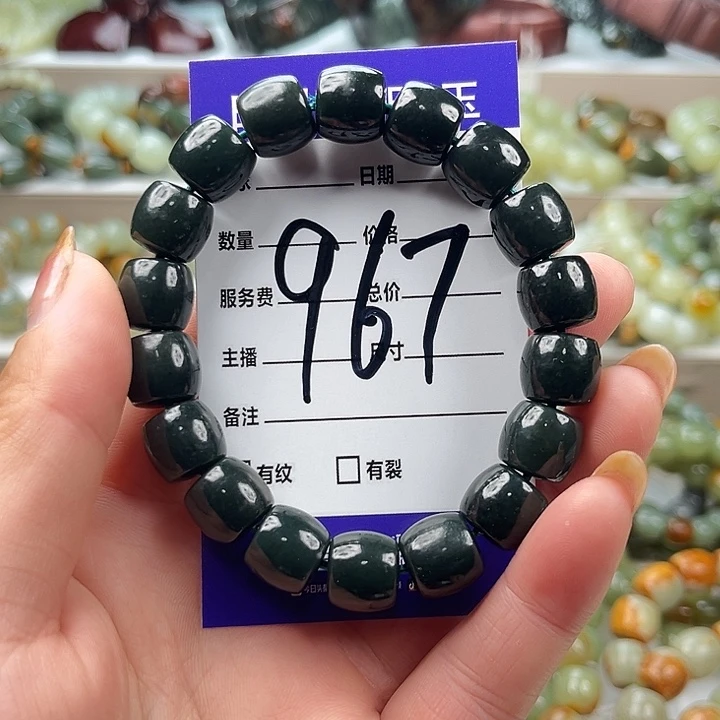 玉
日期
数量 价格
967
服务费 总价
主播 尺寸
备注
有纹 有裂